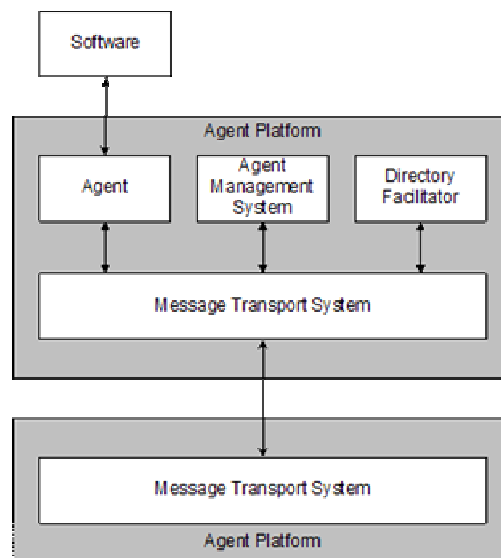 Software
Agent Platform
Agent
Agent
Management
System
Directory
Facilitator
Message Transport System
Message Transport System
Agent Platform